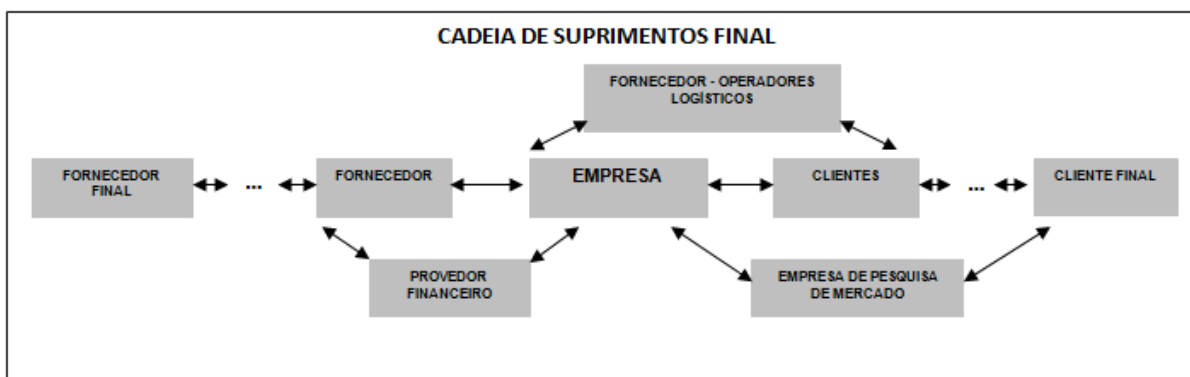 CADEIA DE SUPRIMENTOS FINAL
FORNECEDOR - OPERADORES
LOGÍSTICOS
FORNECEDOR
FINAL
...
FORNECEDOR
EMPRESA
CLIENTES
...
CLIENTE FINAL
PROVEDOR
FINANCEIRO
EMPRESA DE PESQUISA
DE MERCADO